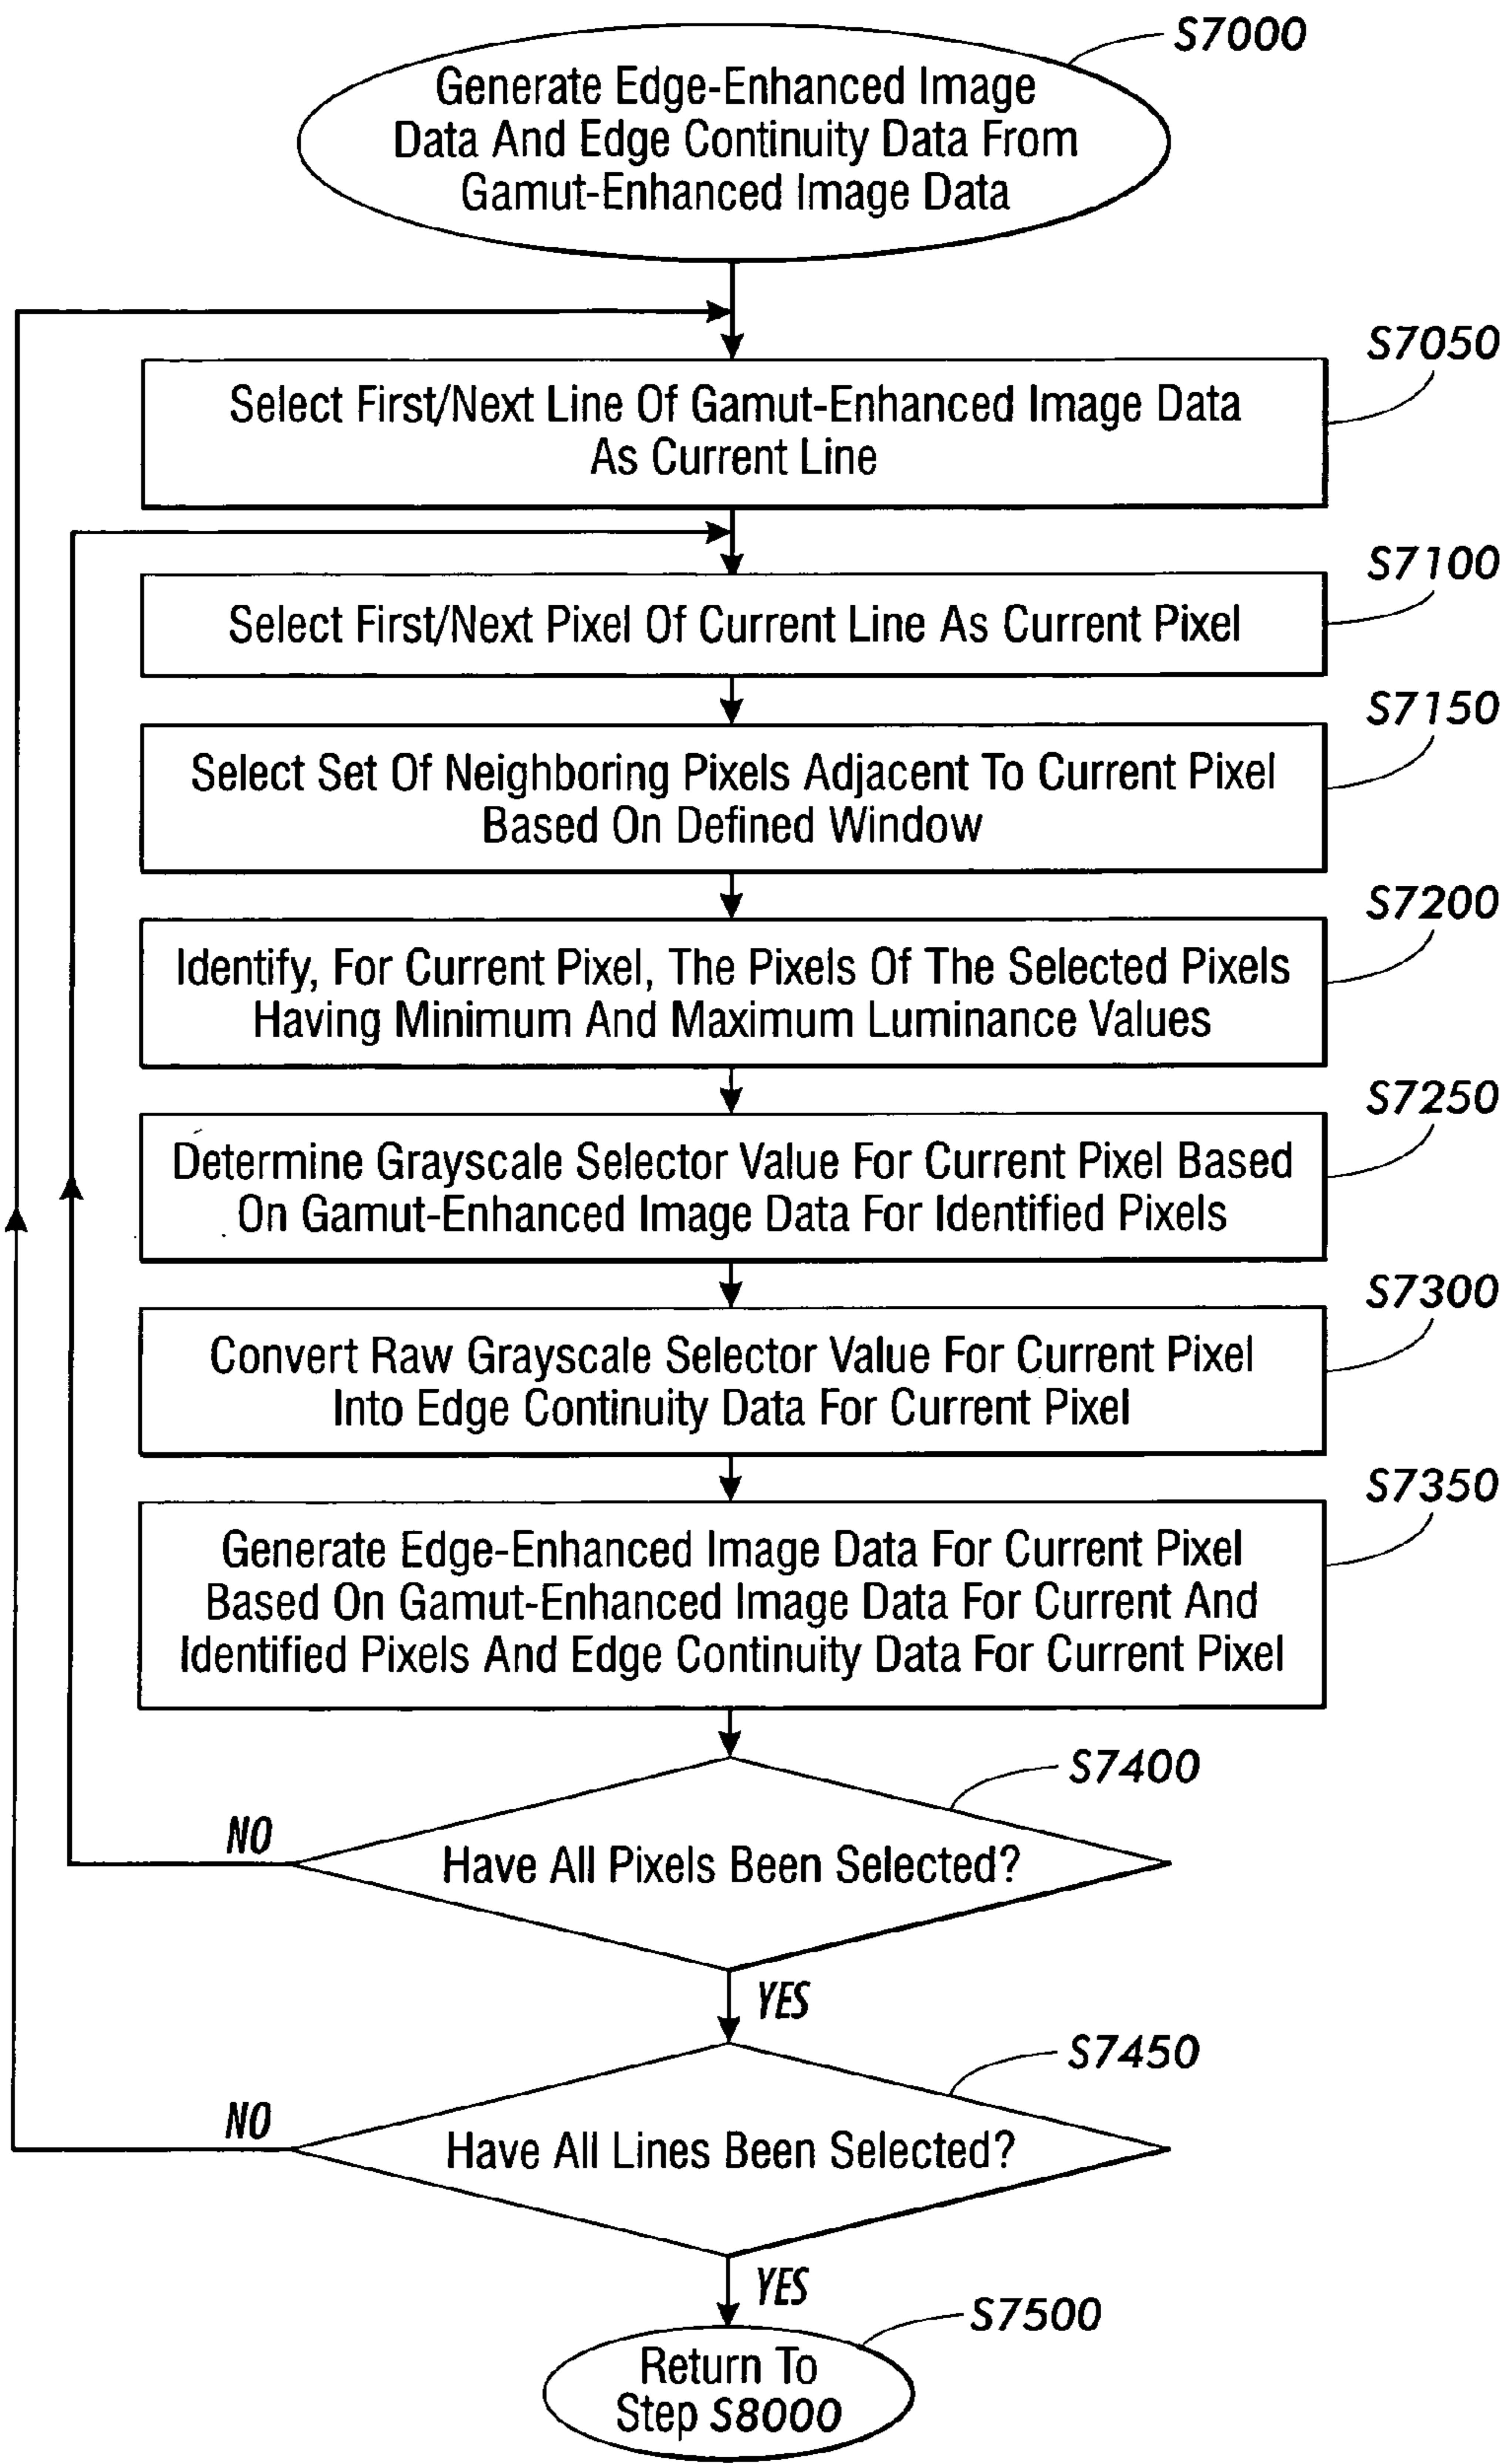 S7000
Generate Edge-Enhanced Image
Data And Edge Continuity Data From
Gamut-Enhanced Image Data
S7050
Select First/Next Line Of Gamut-Enhanced Image Data
As Current Line
S7100
Select First/Next Pixel Of Current Line As Current Pixel
S7150
Select Set Of Neighboring Pixels Adjacent To Current Pixel
Based On Defined Window
S7200
Identify, For Current Pixel, The Pixels Of The Selected Pixels
Having Minimum And Maximum Luminance Values
S7250
Determine Grayscale Selector Value For Current Pixel Based
On Gamut-Enhanced Image Data For Identified Pixels
S7300
Convert Raw Grayscale Selector Value For Current Pixel
Into Edge Continuity Data For Current Pixel
S7350
Generate Edge-Enhanced Image Data For Current Pixel
Based On Gamut-Enhanced Image Data For Current And
Identified Pixels And Edge Continuity Data For Current Pixel
S7400
NO
Have All Pixels Been Selected?
YES
S7450
NO
Have All Lines Been Selected?
YES
S7500
Return To
Step S8000